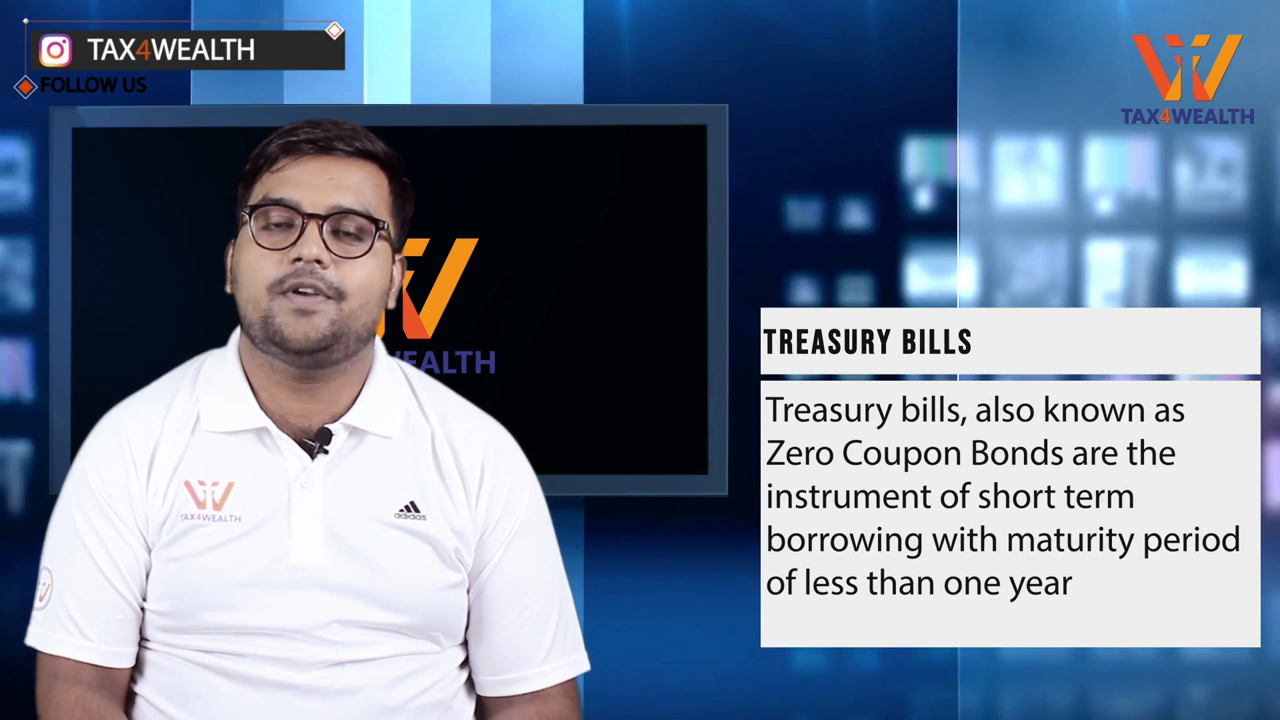 TAX4WEALTH
FOLLOW US
TAX4WEALTH
WEALTH
TAX4WEALTH
adidas
TREASURY BILLS
Treasury bills, also known as
Zero Coupon Bonds are the
instrument of short term
borrowing with maturity period
of less than one year